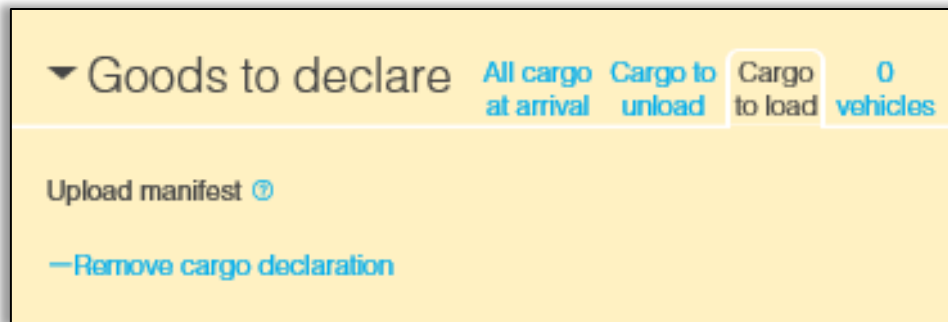 Goods to declare
All cargo at arrival
Cargo to unload
Cargo to load
0 vehicles
Upload manifest ?
—Remove cargo declaration